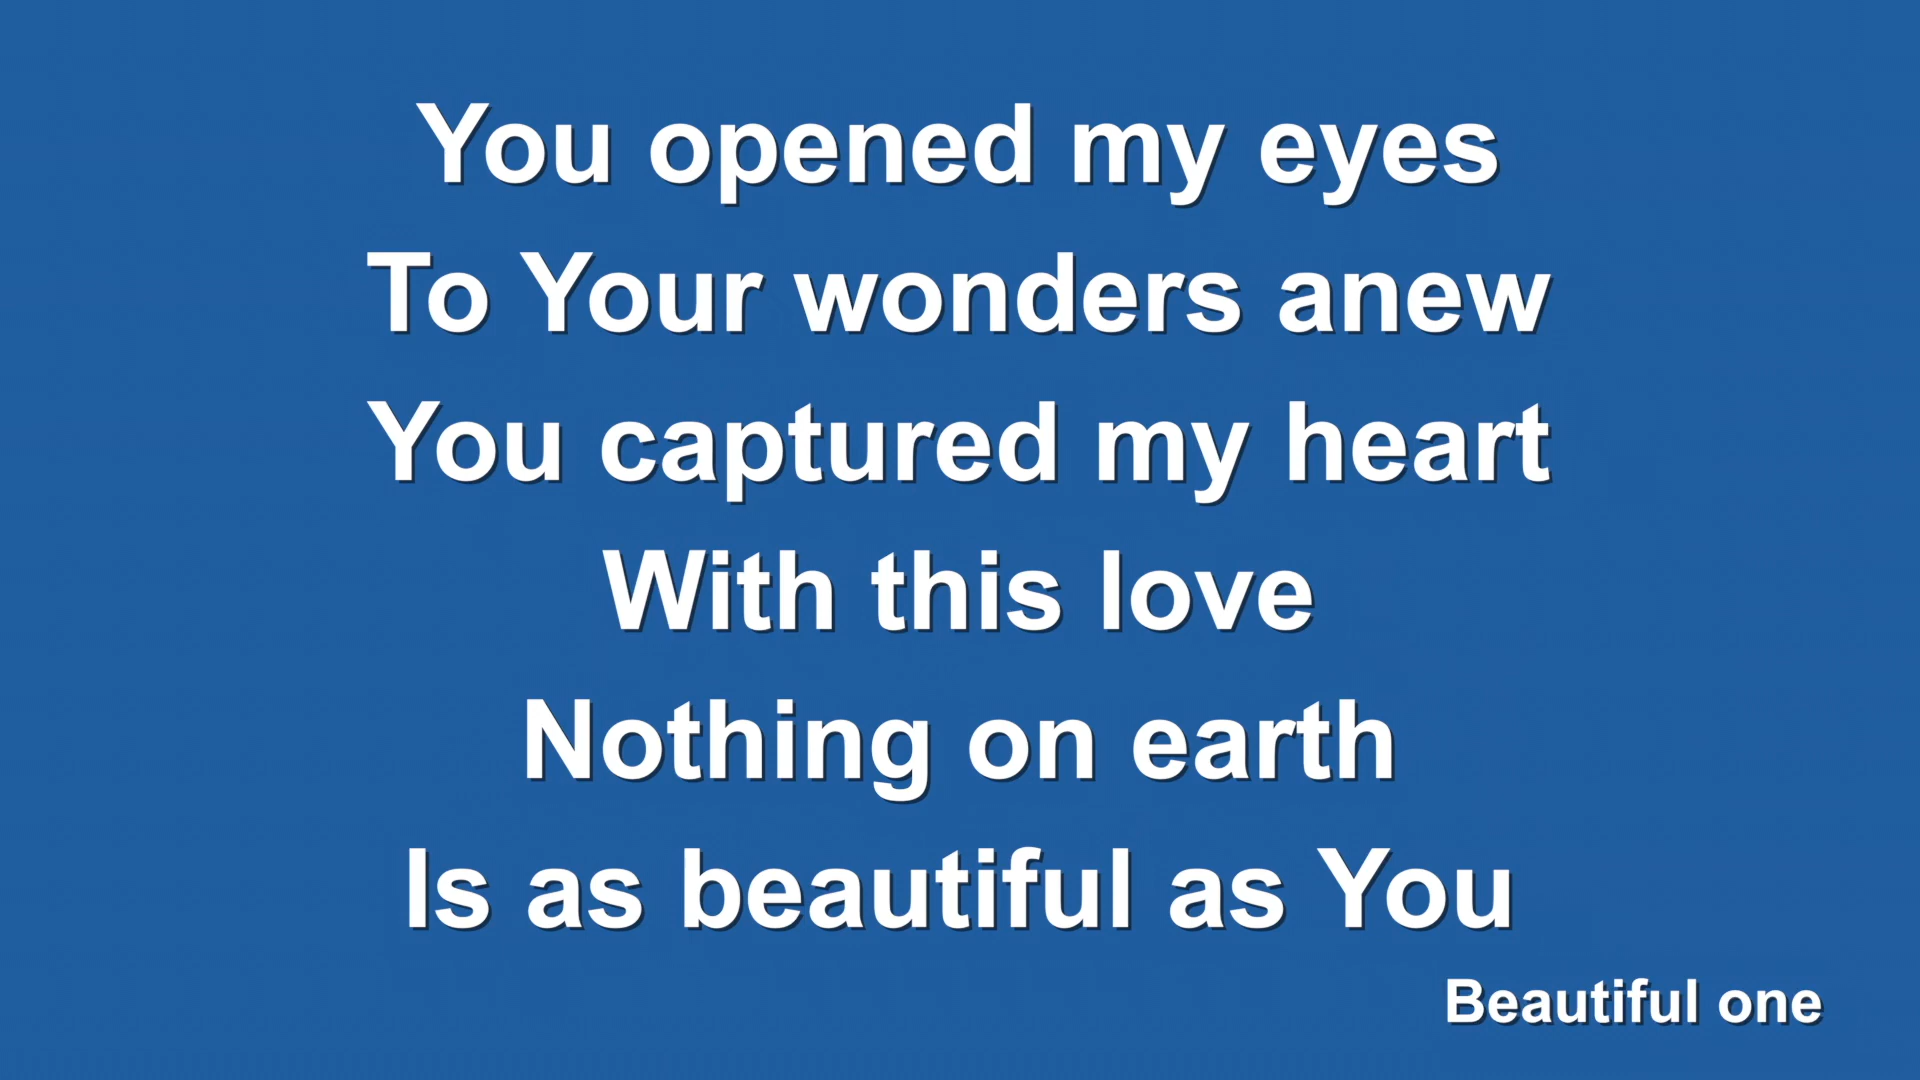 You opened my eyes
To Your wonders anew
You captured my heart
With this love
Nothing on earth
Is as beautiful as You
Beautiful one